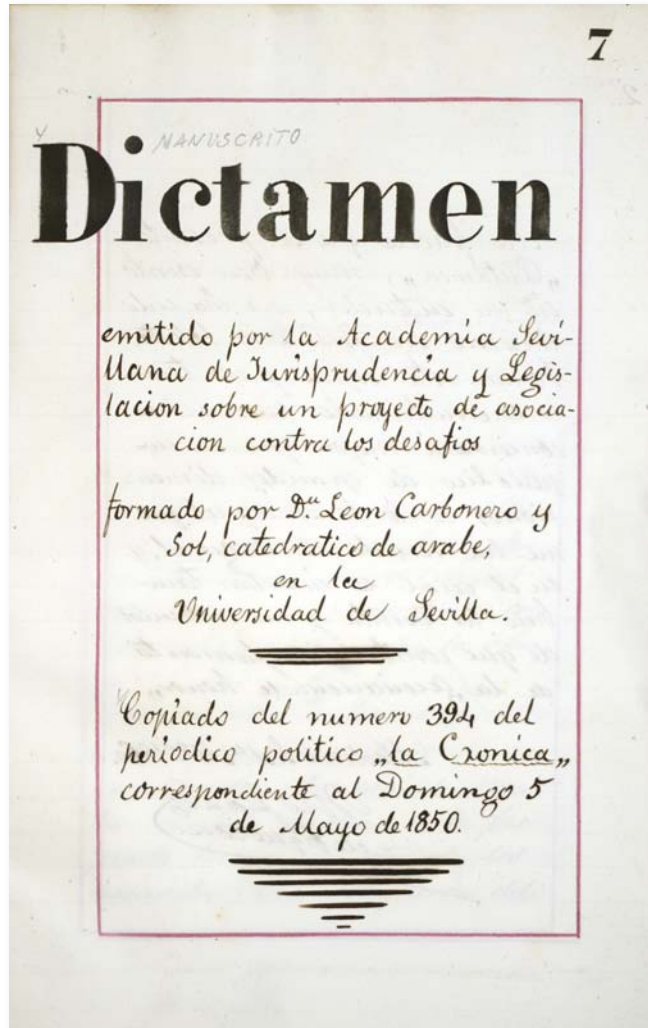 7
MANUSCRITO
Dictamen
emitido por la Academia Sevi-
llana de Jurisprudencia y Legis-
lacion sobre un proyecto de asocia-
cion contra los desafios
formado por D.n Leon Carbonero y
Sol, catedratico de arabe,
en la
Universidad de Sevilla.
Copiado del numero 394 del
periodico politico „la Cronica„
correspondiente al Domingo 5
de Mayo de 1850.